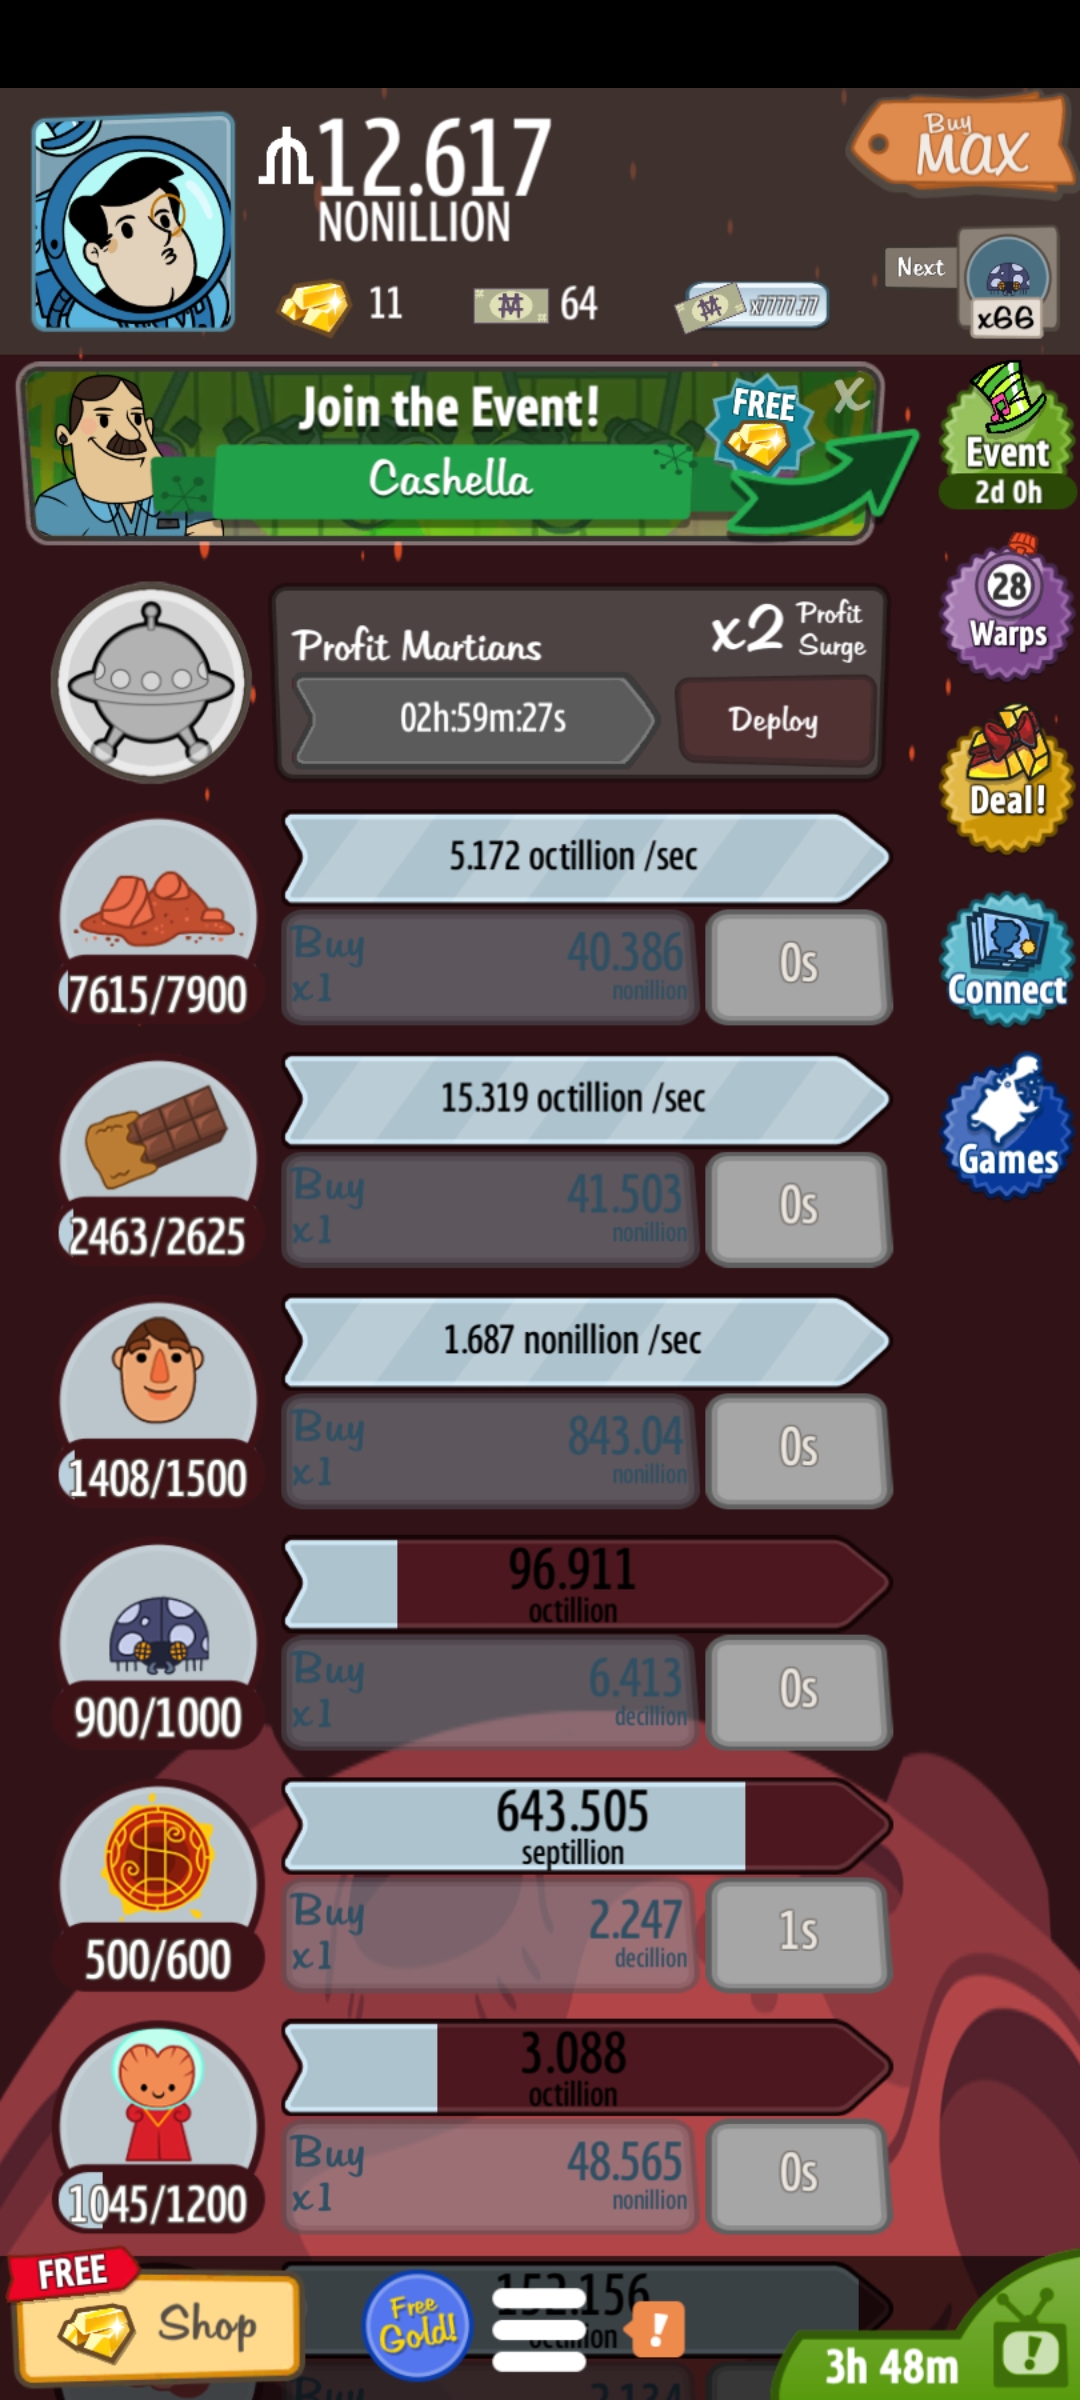 12.617
NONILLION
Buy
MAX
11
64
x7777.77
Next
x66
Join the Event!
FREE
X
Cashella
Event
2d 0h
28
Warps
Profit Martians
x2 Profit Surge
02h:59m:27s
Deploy
Deal!
5.172 octillion /sec
Buy
x1
40.386
nonillion
0s
7615/7900
Connect
15.319 octillion /sec
Buy
x1
41.503
nonillion
0s
2463/2625
Games
1.687 nonillion /sec
Buy
x1
843.04
nonillion
0s
1408/1500
96.911
octillion
Buy
x1
6.413
decillion
0s
900/1000
643.505
septillion
Buy
x1
2.247
decillion
1s
500/600
3.088
octillion
Buy
x1
48.565
nonillion
0s
1045/1200
FREE
Shop
Free
Gold!
!
3h 48m
!
Buy